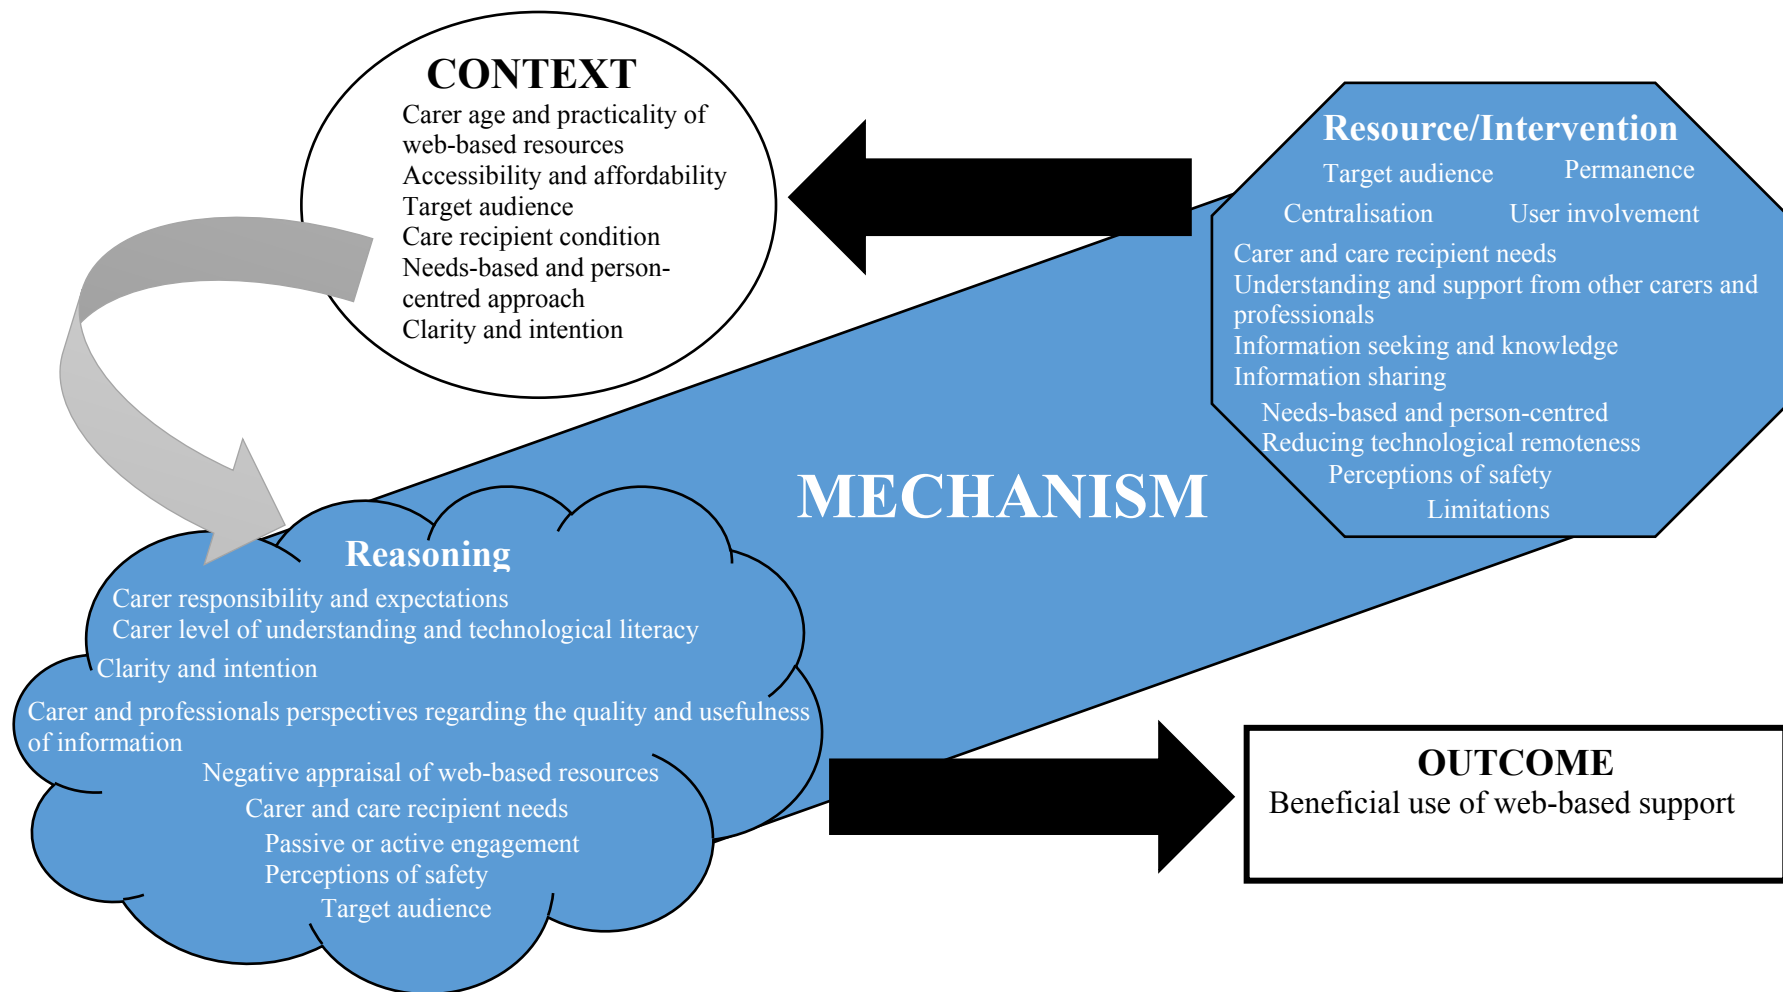 CONTEXT
Carer age and practicality of
web-based resources
Accessibility and affordability
Target audience
Care recipient condition
Needs-based and person-
centred approach
Clarity and intention
Resource/Intervention
Target audience
Permanence
Centralisation
User involvement
Carer and care recipient needs
Understanding and support from other carers and
professionals
Information seeking and knowledge
Information sharing
Needs-based and person-centred
Reducing technological remoteness
Perceptions of safety
Limitations
MECHANISM
Reasoning
Carer responsibility and expectations
Carer level of understanding and technological literacy
Clarity and intention
Carer and professionals perspectives regarding the quality and usefulness
of information
Negative appraisal of web-based resources
Carer and care recipient needs
Passive or active engagement
Perceptions of safety
Target audience
OUTCOME
Beneficial use of web-based support